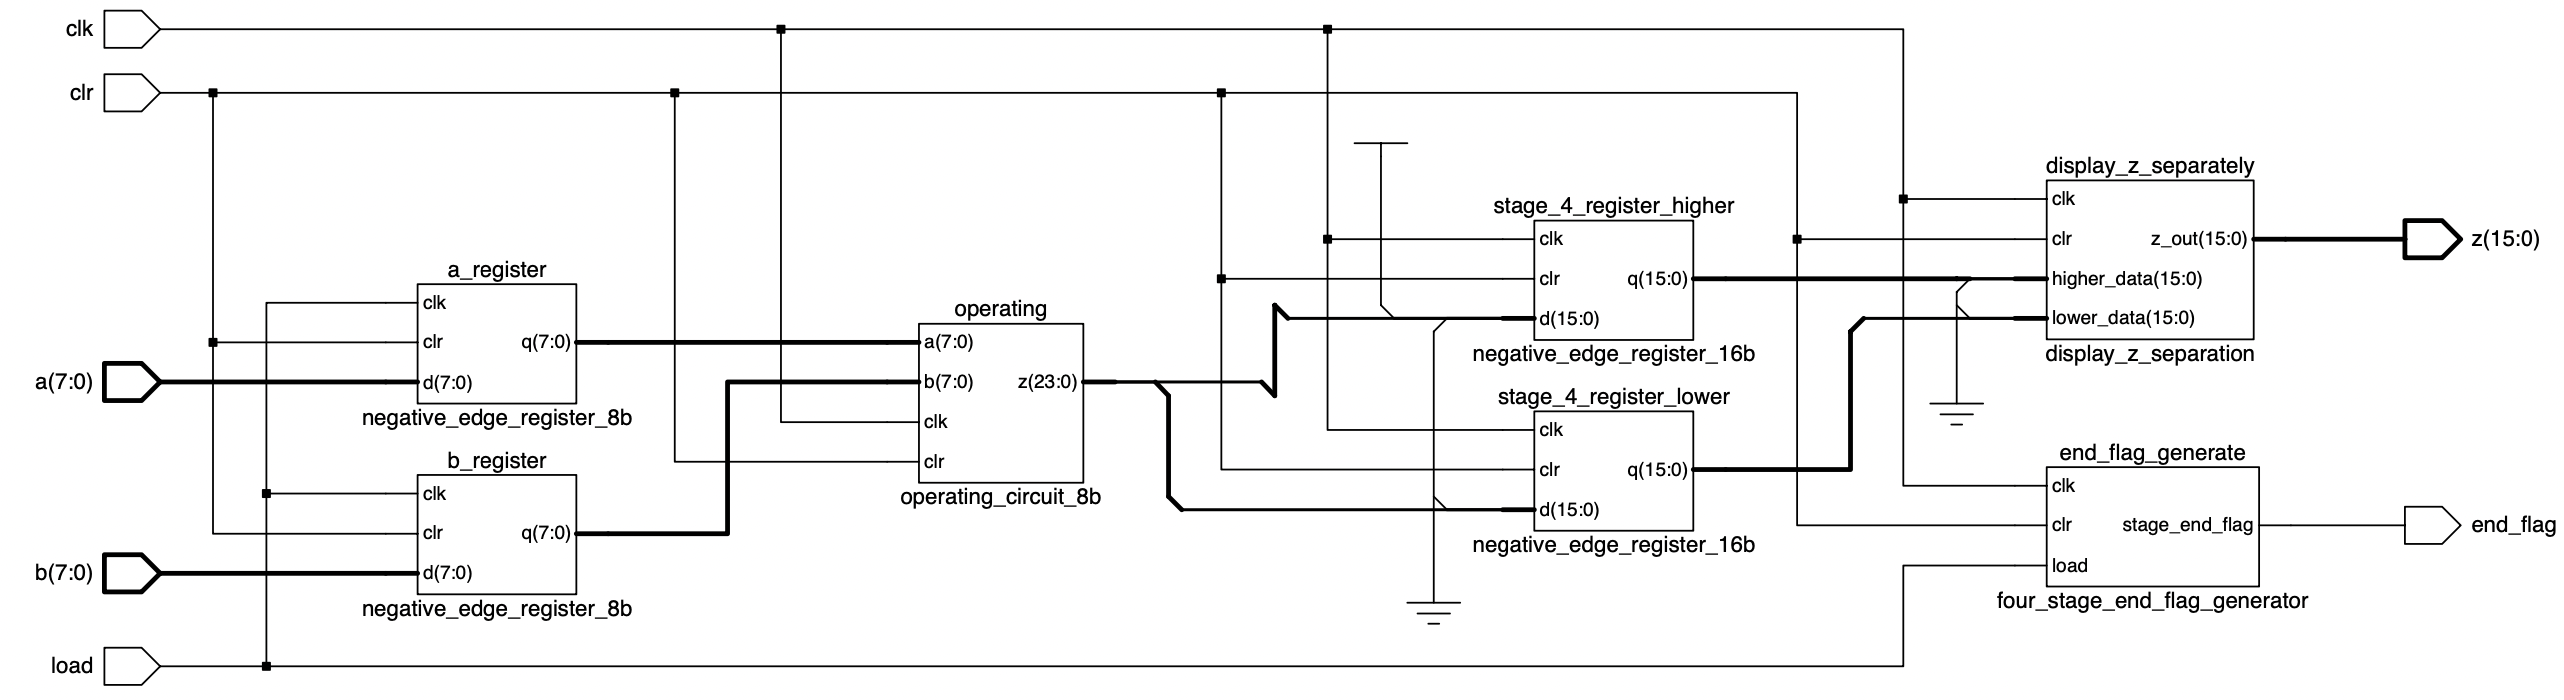 clk
clr
a(7:0)
b(7:0)
load
a_register
clk
clr
q(7:0)
d(7:0)
negative_edge_register_8b
b_register
clk
clr
q(7:0)
d(7:0)
negative_edge_register_8b
operating
a(7:0)
b(7:0)
z(23:0)
clk
clr
operating_circuit_8b
stage_4_register_higher
clk
clr
q(15:0)
d(15:0)
negative_edge_register_16b
stage_4_register_lower
clk
clr
q(15:0)
d(15:0)
negative_edge_register_16b
display_z_separately
clk
clr
z_out(15:0)
higher_data(15:0)
lower_data(15:0)
display_z_separation
end_flag_generate
clk
clr
stage_end_flag
load
four_stage_end_flag_generator
z(15:0)
end_flag